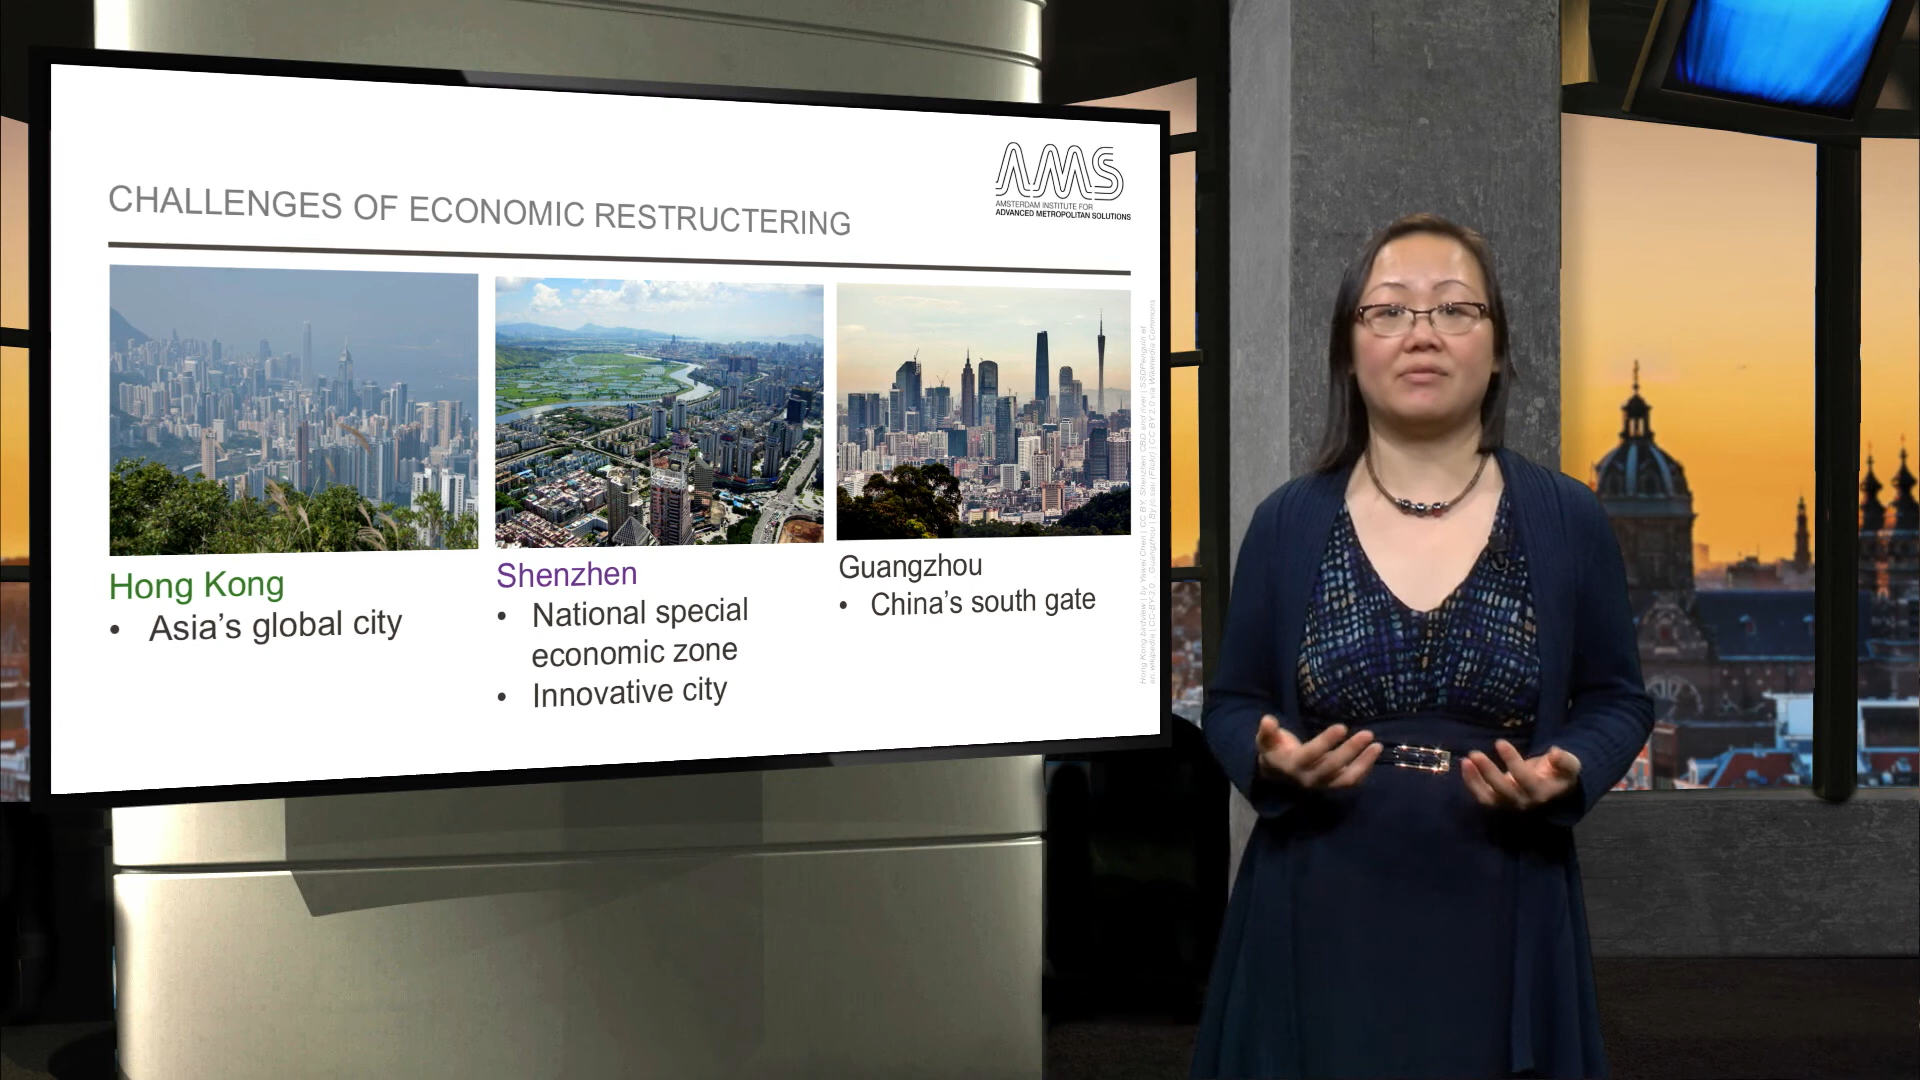 AMS
AMSTERDAM INSTITUTE FOR
ADVANCED METROPOLITAN SOLUTIONS
CHALLENGES OF ECONOMIC RESTRUCTERING
Hong Kong
• Asia's global city
Shenzhen
• National special
economic zone
• Innovative city
Guangzhou
• China's south gate